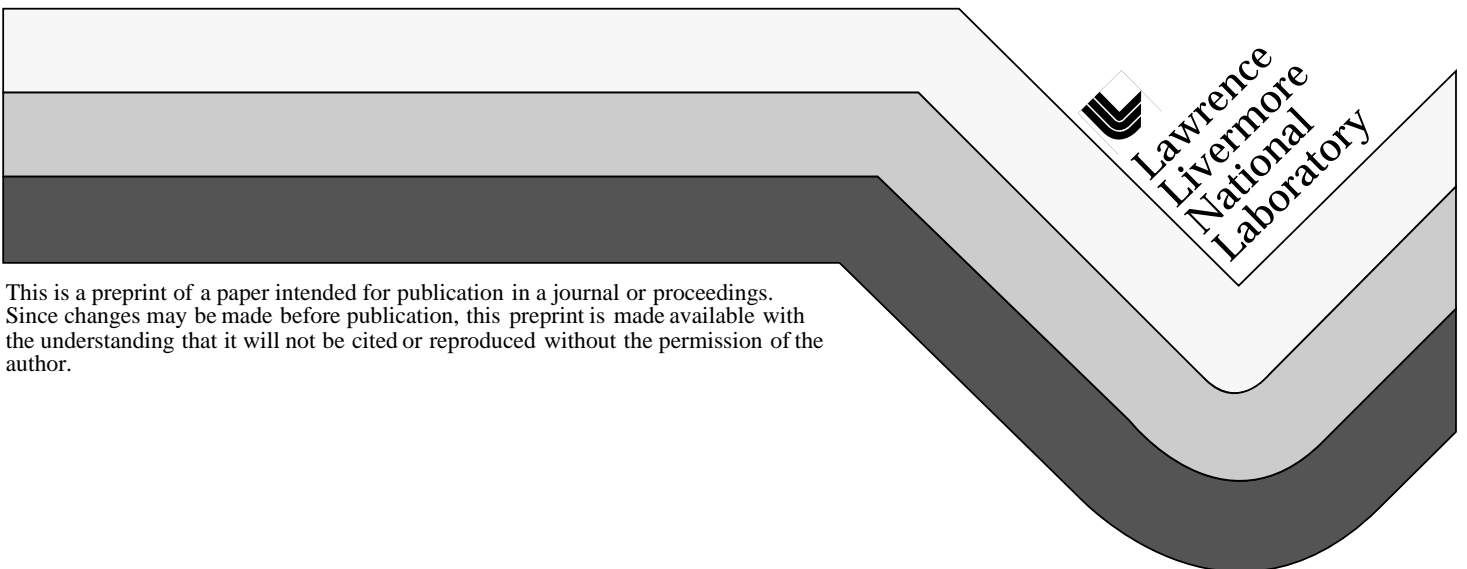 Lawrence
Livermore
National
Laboratory
This is a preprint of a paper intended for publication in a journal or proceedings.
Since changes may be made before publication, this preprint is made available with
the understanding that it will not be cited or reproduced without the permission of the
author.